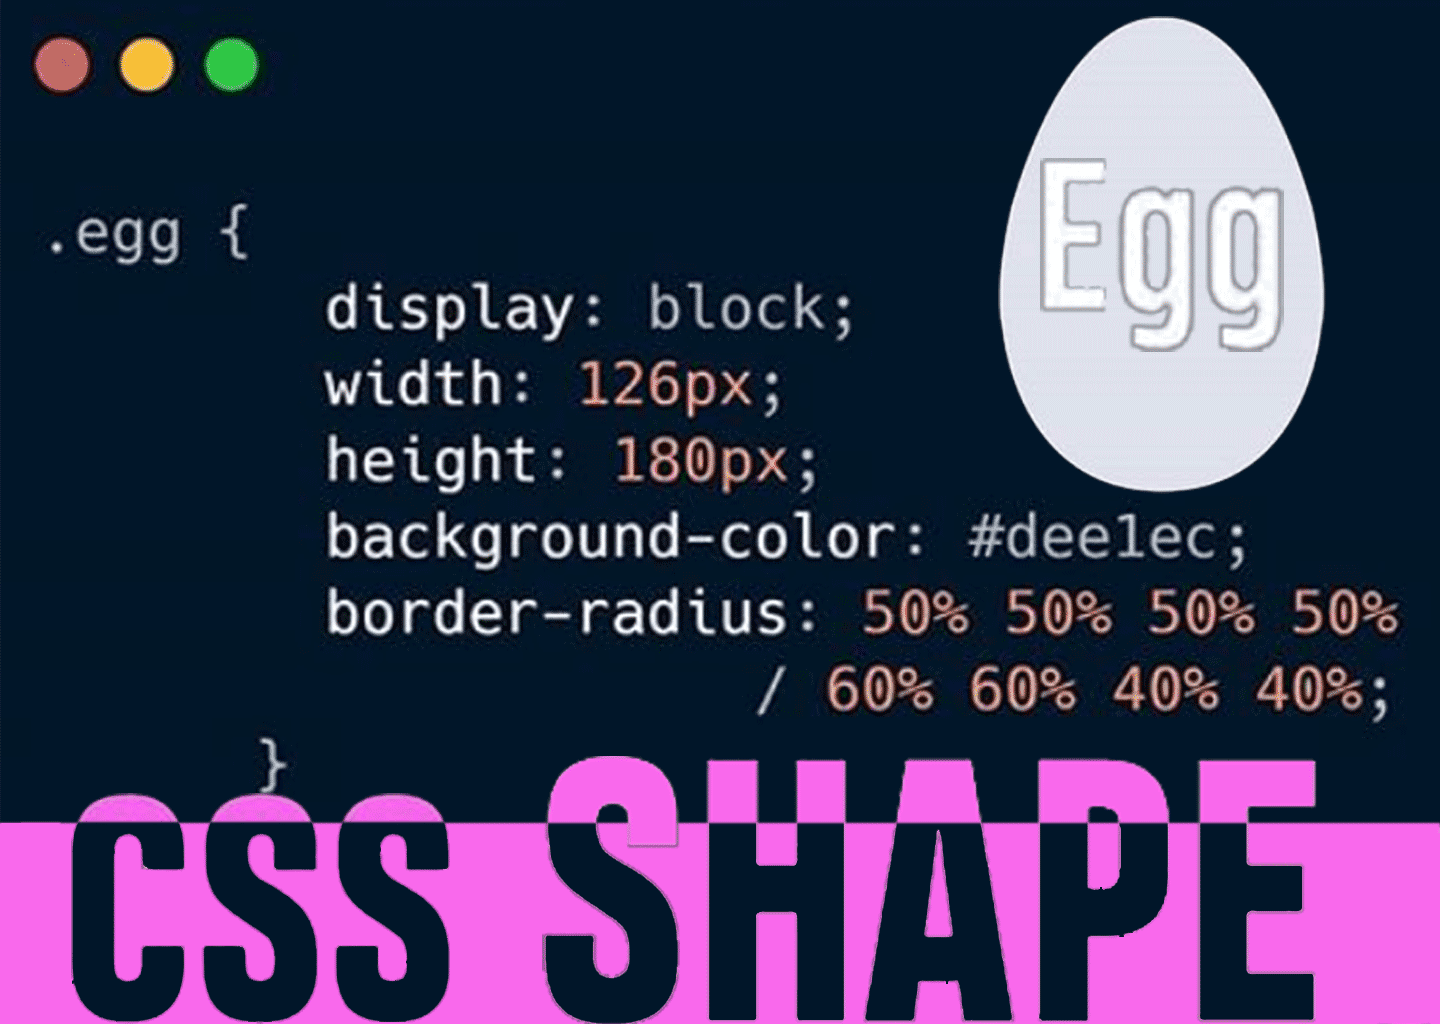 Egg
.egg {
display: block;
width: 126px;
height: 180px;
background-color: #dee1ec;
border-radius: 50% 50% 50% 50%
/ 60% 60% 40% 40%;
}
CSS SHAPE